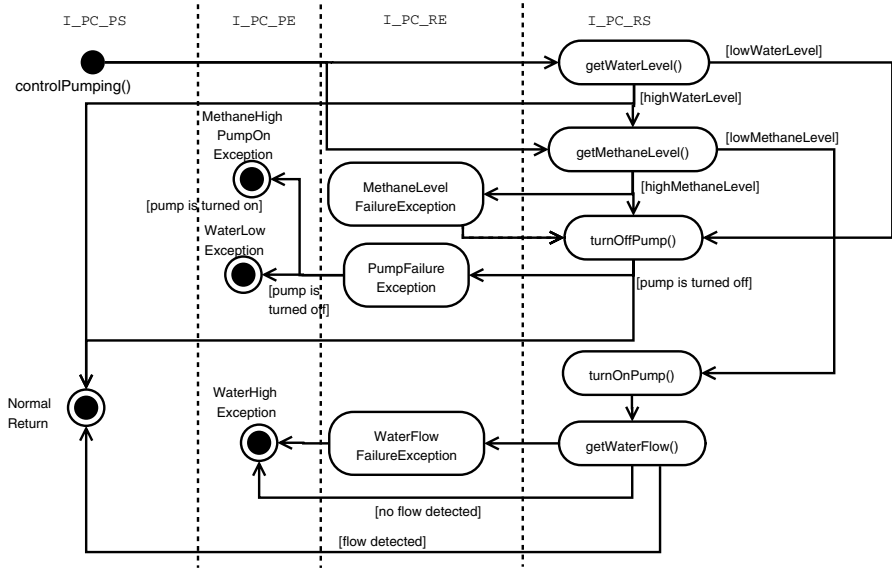 I_PC_PS
I_PC_PE
I_PC_RE
I_PC_RS
controlPumping()
getWaterLevel()
[lowWaterLevel]
[highWaterLevel]
MethaneHigh
PumpOn
Exception
getMethaneLevel()
[lowMethaneLevel]
[pump is turned on]
MethaneLevel
FailureException
[highMethaneLevel]
WaterLow
Exception
turnOffPump()
PumpFailure
Exception
[pump is
turned off]
[pump is turned off]
Normal
Return
WaterHigh
Exception
turnOnPump()
WaterFlow
FailureException
getWaterFlow()
[no flow detected]
[flow detected]